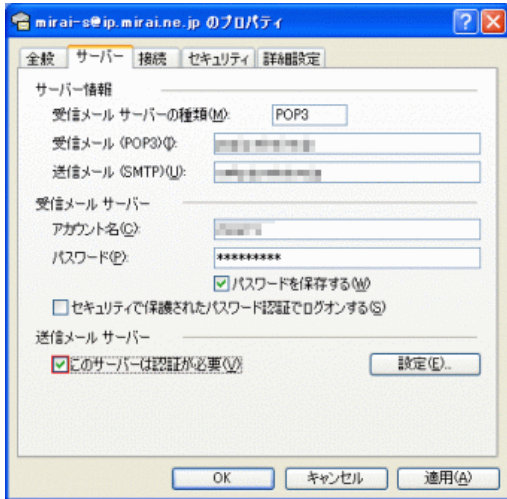 mirai-s@ip.mirai.ne.jp のプロパティ
全般 サーバー 接続 セキュリティ 詳細設定
サーバー情報
受信メール サーバーの種類(M): POP3
受信メール (POP3)(I):
送信メール (SMTP)(U):
受信メール サーバー
アカウント名(C):
パスワード(P): *********
パスワードを保存する(W)
セキュリティで保護されたパスワード認証でログオンする(S)
送信メール サーバー
このサーバーは認証が必要(V) 設定(E)..
OK キャンセル 適用(A)